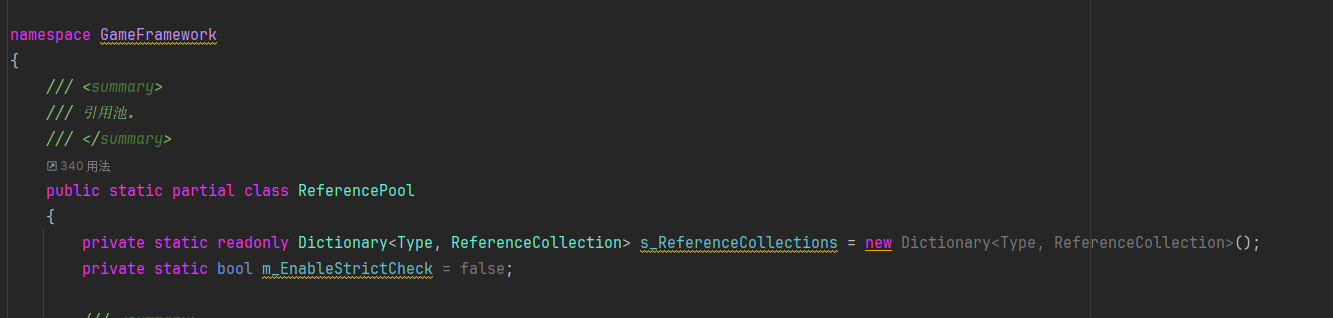 namespace GameFramework
{
/// <summary>
/// 引用池。
/// </summary>
340 用法
public static partial class ReferencePool
{
private static readonly Dictionary<Type, ReferenceCollection> s_ReferenceCollections = new Dictionary<Type, ReferenceCollection>();
private static bool m_EnableStrictCheck = false;